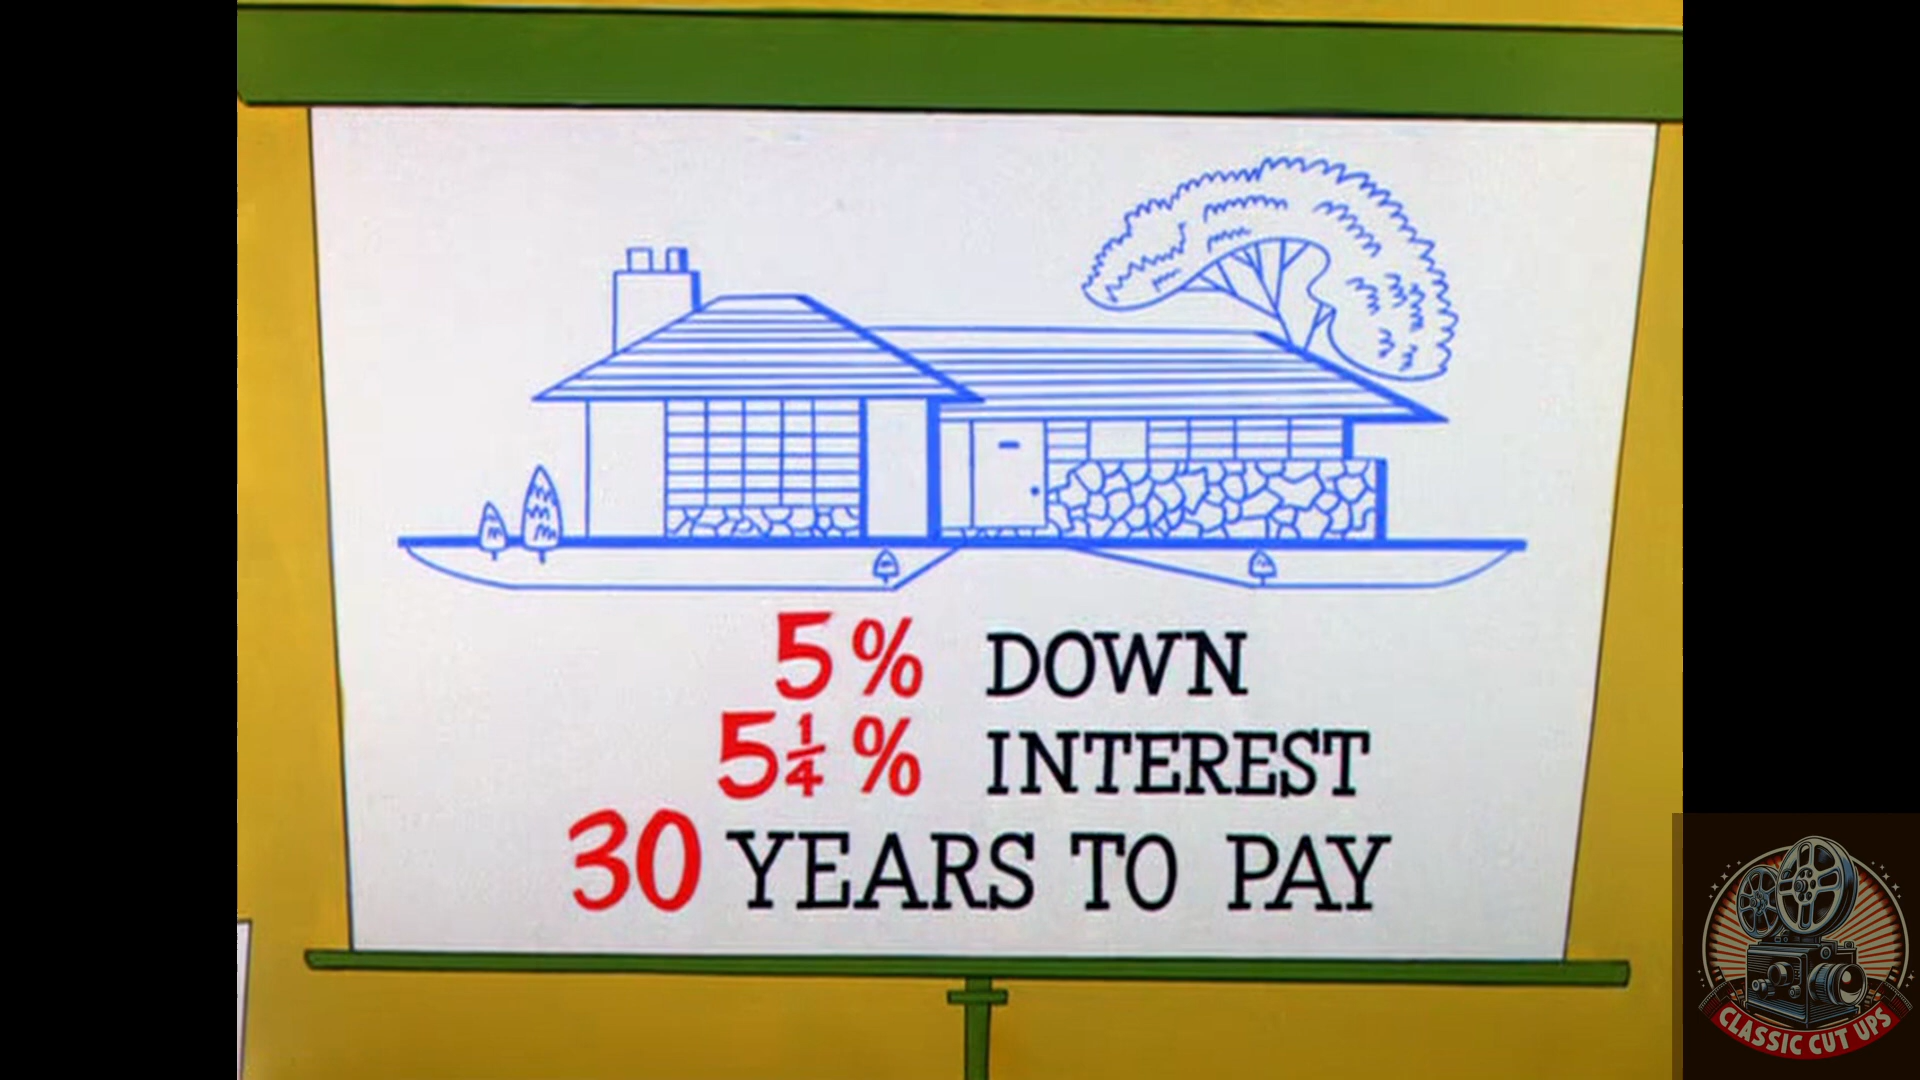 5% DOWN
5¼% INTEREST
30 YEARS TO PAY
CLASSIC CUT UPS